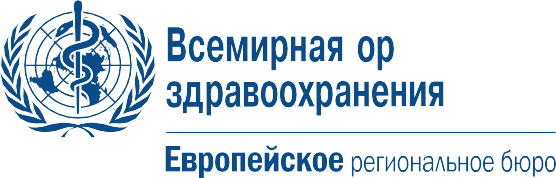 Всемирная ор
здравоохранения
Европейское региональное бюро